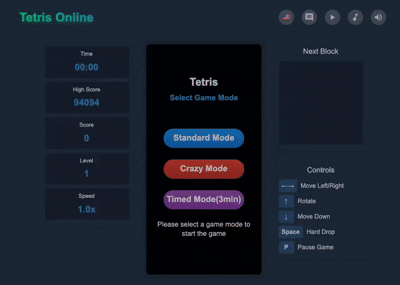 Tetris Online
Time
00:00
High Score
94094
Score
0
Level
1
Speed
1.0x
Tetris
Select Game Mode
Standard Mode
Crazy Mode
Timed Mode(3min)
Please select a game mode to
start the game
Next Block
Controls
←→ Move Left/Right
↑ Rotate
↓ Move Down
Space Hard Drop
P Pause Game